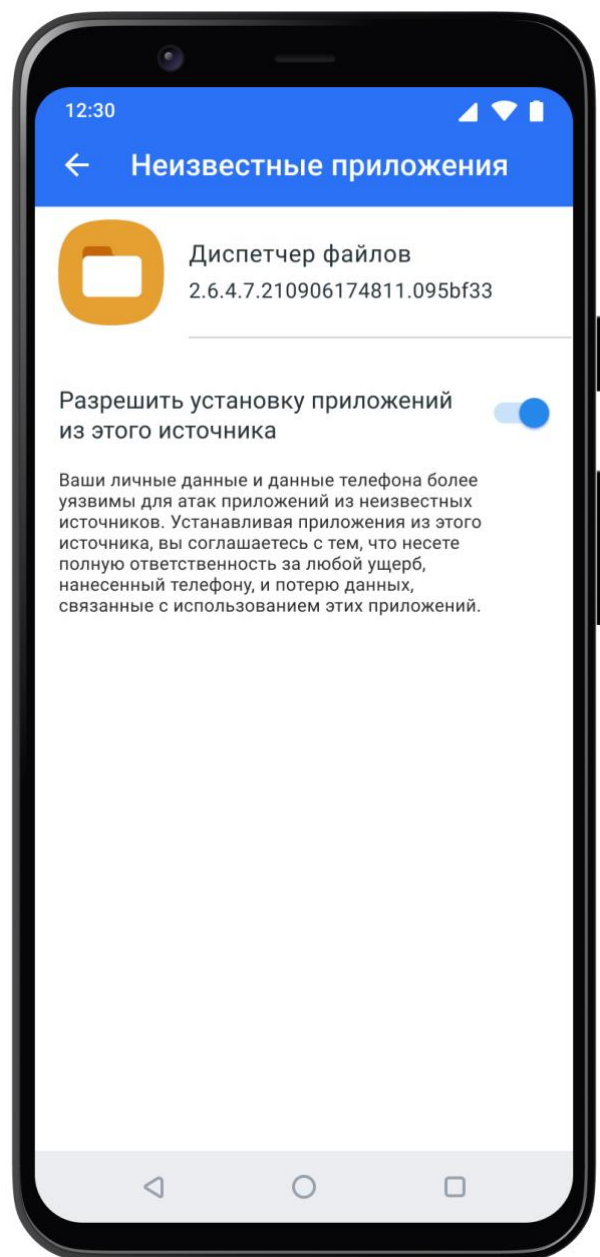 12:30
Неизвестные приложения
Диспетчер файлов
2.6.4.7.210906174811.095bf33
Разрешить установку приложений
из этого источника
Ваши личные данные и данные телефона более
уязвимы для атак приложений из неизвестных
источников. Устанавливая приложения из этого
источника, вы соглашаетесь с тем, что несете
полную ответственность за любой ущерб,
нанесенный телефону, и потерю данных,
связанные с использованием этих приложений.